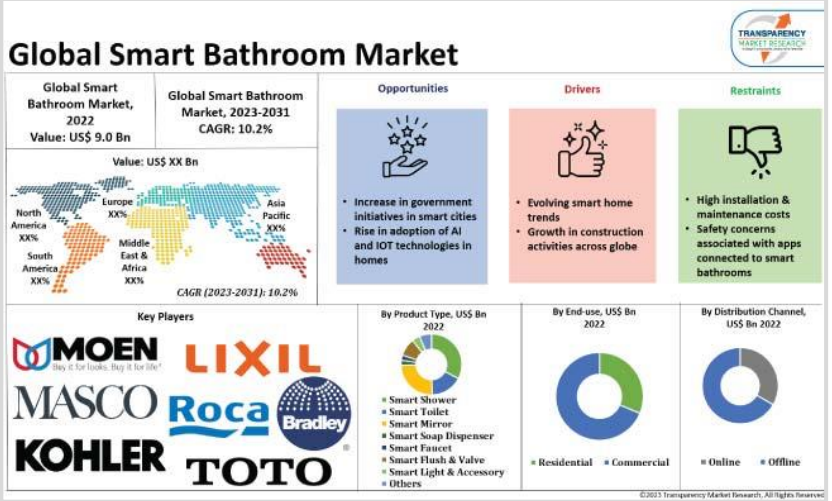 TRANSPARENCY
MARKET RESEARCH
Global Smart Bathroom Market
Global Smart
Bathroom Market,
2022
Value: US$ 9.0 Bn
Global Smart Bathroom
Market, 2023-2031
CAGR: 10.2%
Value: US$ XX Bn
North
America
XX%
Europe
XX%
Asia
Pacific
XX%
South
America
XX%
Middle
East &
Africa
XX%
CAGR (2023-2031): 10.2%
Opportunities
• Increase in government
initiatives in smart cities
• Rise in adoption of AI
and IOT technologies in
homes
Drivers
• Evolving smart home
trends
• Growth in construction
activities across globe
Restraints
• High installation &
maintenance costs
• Safety concerns
associated with apps
connected to smart
bathrooms
Key Players
MOEN
Buy it for looks. Buy it for life®
LIXIL
MASCO
Roca
Bradley
KOHLER
TOTO
By Product Type, US$ Bn
2022
Smart Shower
Smart Toilet
Smart Mirror
Smart Soap Dispenser
Smart Faucet
Smart Flush & Valve
Smart Light & Accessory
Others
By End-use, US$ Bn
2022
Residential
Commercial
By Distribution Channel,
US$ Bn 2022
Online
Offline
©2023 Transparency Market Research, All Rights Reserved